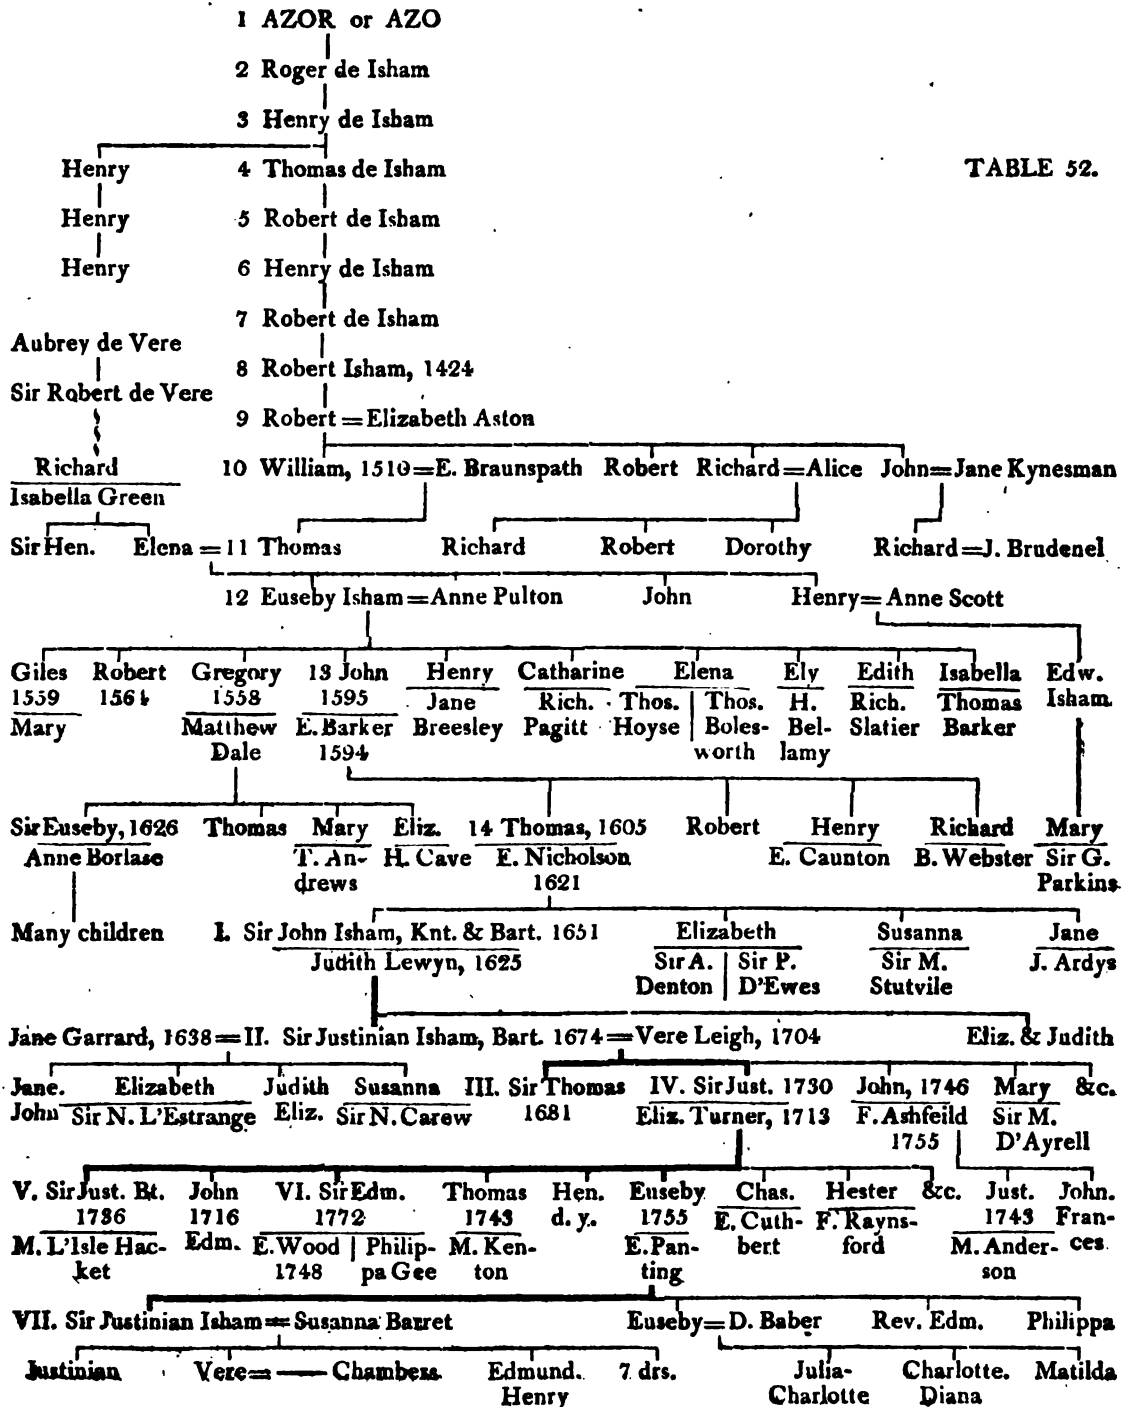 1 AZOR or AZO
2 Roger de Isham
3 Henry de Isham
Henry 4 Thomas de Isham TABLE 52.
Henry 5 Robert de Isham
Henry 6 Henry de Isham
7 Robert de Isham
Aubrey de Vere
8 Robert Isham, 1424
Sir Robert de Vere
9 Robert = Elizabeth Aston
Richard 10 William, 1510 = E. Braunspath Robert Richard = Alice John = Jane Kynesman
Isabella Green
Sir Hen. Elena = 11 Thomas Richard Robert Dorothy Richard = J. Brudenel
12 Euseby Isham = Anne Pulton John Henry = Anne Scott
Giles Robert Gregory 13 John Henry Catharine Elena Ely Edith Isabella Edw.
1559 1564 1558 1595 Jane Rich. Thos. | Thos. H. Rich. Thomas Isham
Mary Matthew E. Barker Breesley Pagitt Hoyse | Boles- Bel- Slatier Barker
Dale 1594 worth lamy
Sir Euseby, 1626 Thomas Mary Eliz. 14 Thomas, 1605 Robert Henry Richard Mary
Anne Borlase T. An- H. Cave E. Nicholson E. Caunton B. Webster Sir G.
drews 1621 Parkins
Many children I. Sir John Isham, Knt. & Bart. 1651 Elizabeth Susanna Jane
Judith Lewyn, 1625 Sir A. | Sir P. Sir M. J. Ardys
Denton | D'Ewes Stutvile
Jane Garrard, 1638 = II. Sir Justinian Isham, Bart. 1674 = Vere Leigh, 1704 Eliz. & Judith
Jane. Elizabeth Judith Susanna III. Sir Thomas IV. Sir Just. 1730 John, 1746 Mary &c.
John Sir N. L'Estrange Eliz. Sir N. Carew 1681 Eliz. Turner, 1713 F. Ashfeild Sir M.
1755 D'Ayrell
V. Sir Just. Bt. John VI. Sir Edm. Thomas Hen. Euseby Chas. Hester &c. Just. John.
1736 1716 1772 1743 d. y. 1755 E. Cuth- F. Rayns- 1743 Fran-
M. L'Isle Hac- Edm. E. Wood | Philip- M. Ken- E. Pan- bert ford M. Ander- ces
ket 1748 pa Gee ton ting son
VII. Sir Justinian Isham = Susanna Barret Euseby = D. Baber Rev. Edm. Philippa
Justinian Vere = — Chambess. Edmund. 7 drs. Julia- Charlotte. Matilda
Henry Charlotte Diana